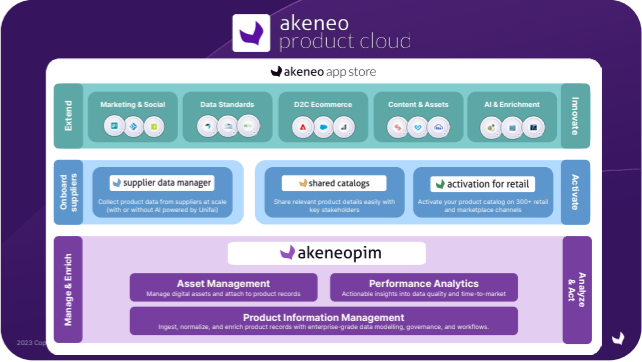 akeneo
product cloud
akeneo app store
Extend
Marketing & Social
Data Standards
D2C Ecommerce
Content & Assets
AI & Enrichment
Innovate
Onboard
suppliers
supplier data manager
Collect product data from suppliers at scale
(with or without AI powered by Unifai)
shared catalogs
Share relevant product details easily with
key stakeholders
activation for retail
Activate your product catalog on 300+ retail
and marketplace channels
Activate
Manage & Enrich
akeneopim
Asset Management
Manage digital assets and attach to product records
Performance Analytics
Actionable insights into data quality and time-to-market
Product Information Management
Ingest, normalize, and enrich product records with enterprise-grade data modelling, governance, and workflows.
Analyze
& Act
2023